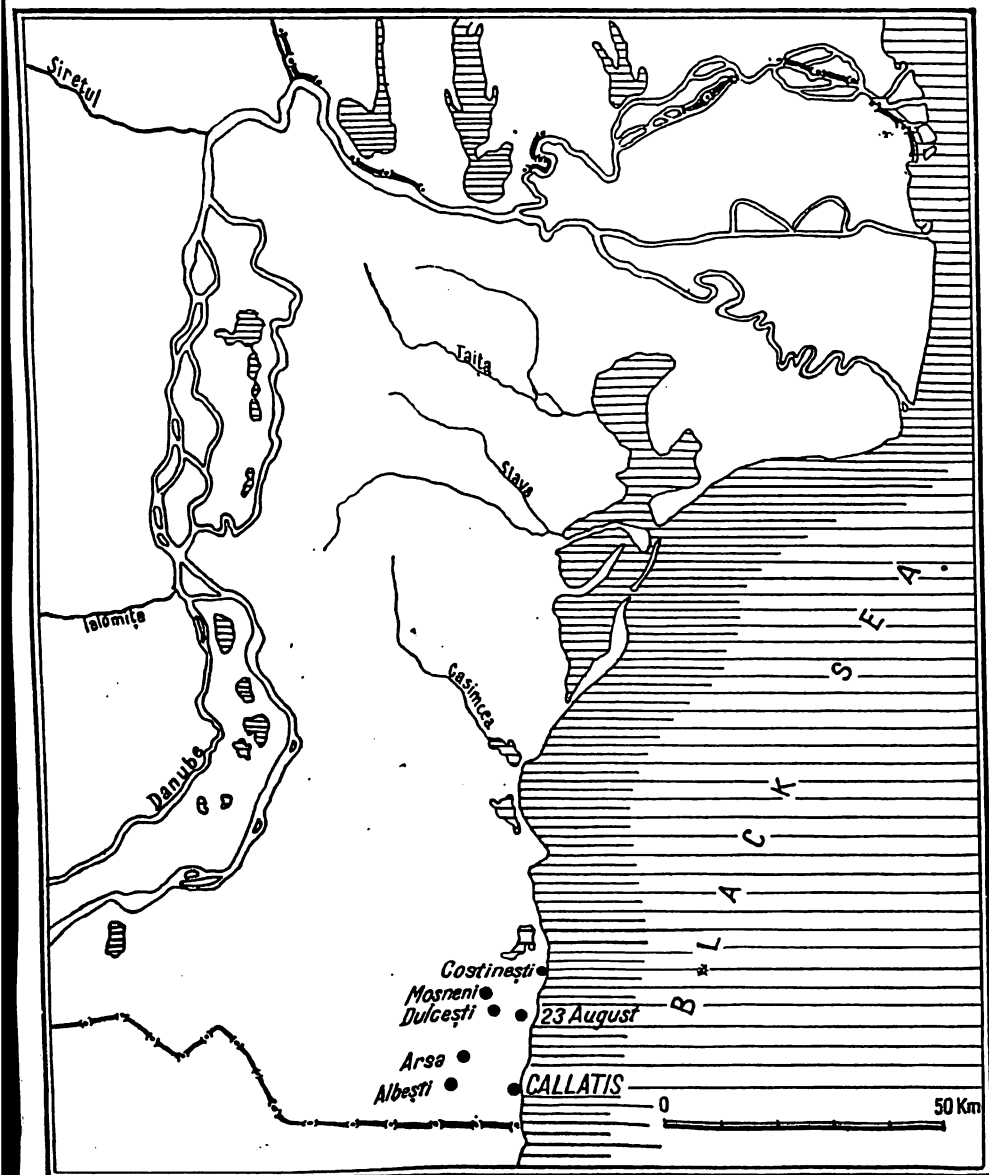 Siretul
Taița
Slava
Ialomița
Casimcea
Danube
BLACK SEA
Costinești
Mosneni
Dulcești
23 August
Arsa
Albești
CALLATIS
0 50 Km